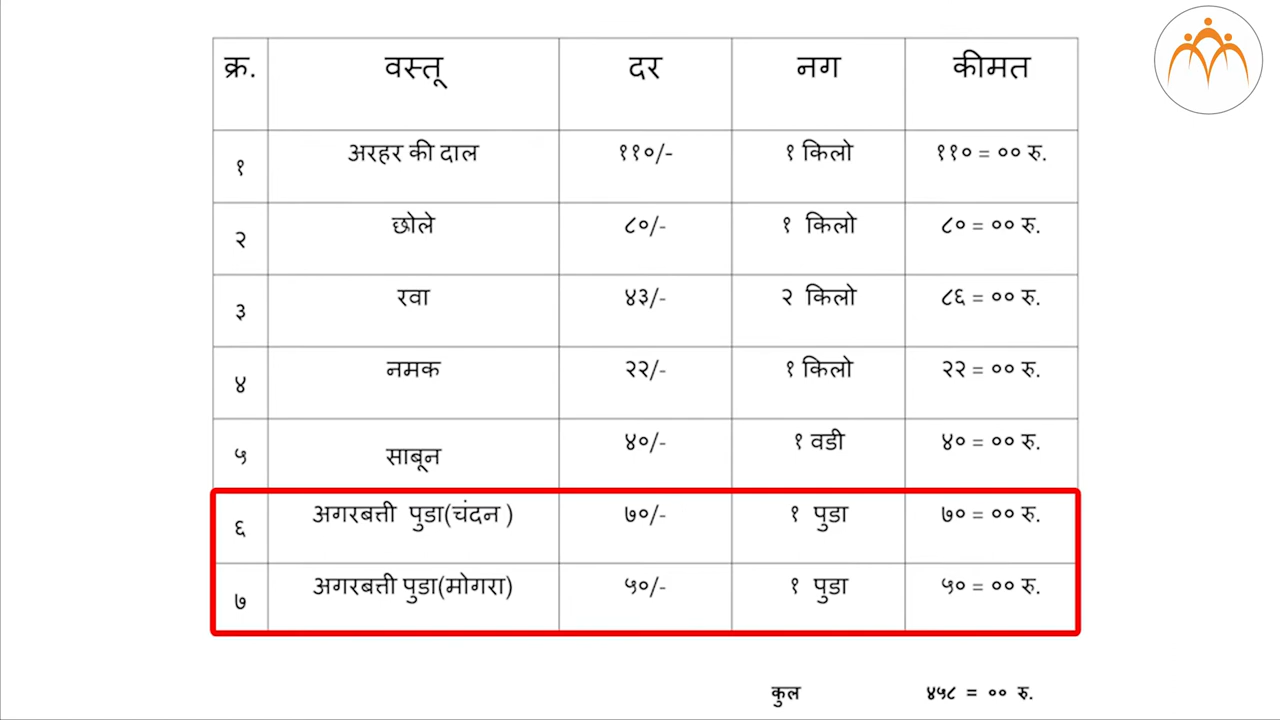 क्र. वस्तू दर नग कीमत
१ अरहर की दाल ११०/- १ किलो ११० = ०० रु.
२ छोले ८०/- १ किलो ८० = ०० रु.
३ रवा ४३/- २ किलो ८६ = ०० रु.
४ नमक २२/- १ किलो २२ = ०० रु.
५ साबून ४०/- १ वडी ४० = ०० रु.
६ अगरबत्ती पुडा(चंदन ) ७०/- १ पुडा ७० = ०० रु.
७ अगरबत्ती पुडा(मोगरा) ५०/- १ पुडा ५० = ०० रु.
कुल ४५८ = ०० रु.